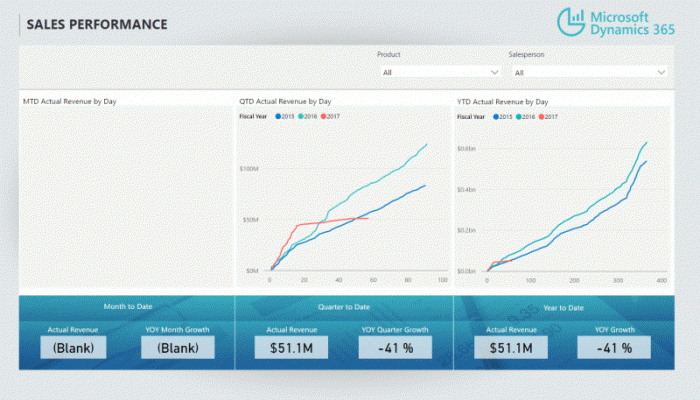 SALES PERFORMANCE
Microsoft
Dynamics 365
Product
Salesperson
All
All
MTD Actual Revenue by Day
QTD Actual Revenue by Day
YTD Actual Revenue by Day
Fiscal Year 2015 2016 2017
Fiscal Year 2015 2016 2017
$100M
$50M
$0M
0 20 40 60 80 100
$0.6bn
$0.4bn
$0.2bn
$0.0bn
0 100 200 300 400
Month to Date
Quarter to Date
Year to Date
Actual Revenue
YOY Month Growth
Actual Revenue
YOY Quarter Growth
Actual Revenue
YOY Growth
(Blank)
(Blank)
$51.1M
-41 %
$51.1M
-41 %